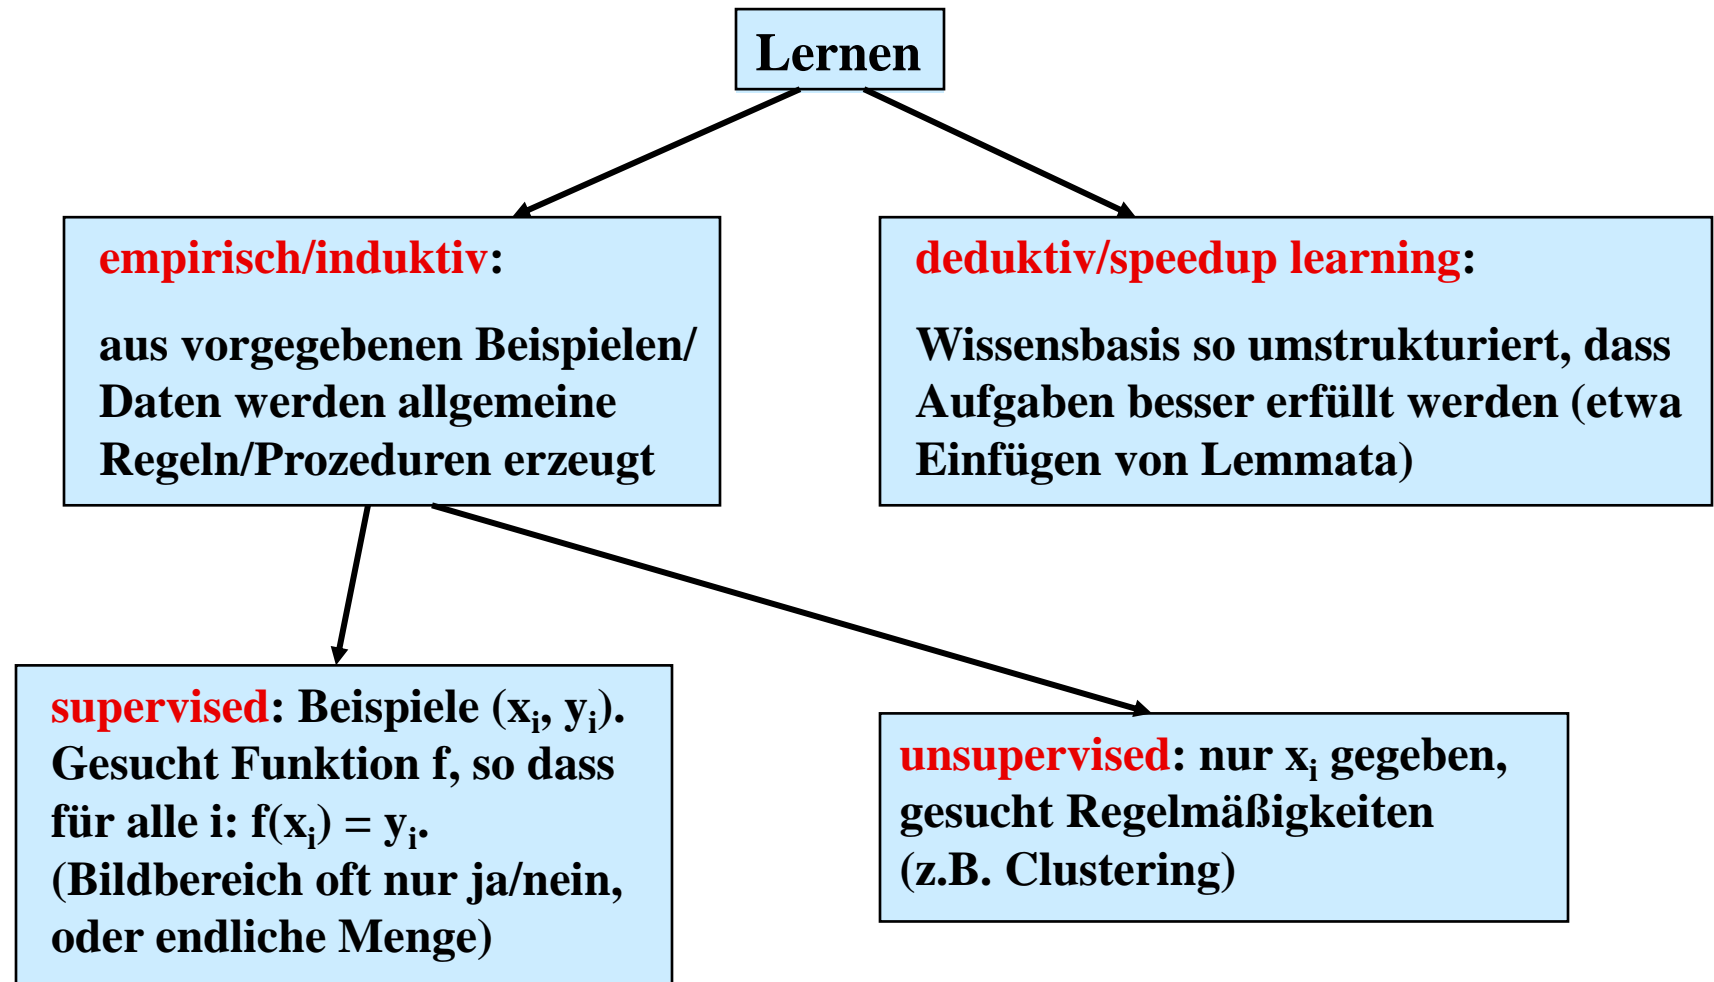 Lernen
empirisch/induktiv:
aus vorgegebenen Beispielen/
Daten werden allgemeine
Regeln/Prozeduren erzeugt
deduktiv/speedup learning:
Wissensbasis so umstrukturiert, dass
Aufgaben besser erfüllt werden (etwa
Einfügen von Lemmata)
supervised: Beispiele (xᵢ, yᵢ).
Gesucht Funktion f, so dass
für alle i: f(xᵢ) = yᵢ.
(Bildbereich oft nur ja/nein,
oder endliche Menge)
unsupervised: nur xᵢ gegeben,
gesucht Regelmäßigkeiten
(z.B. Clustering)